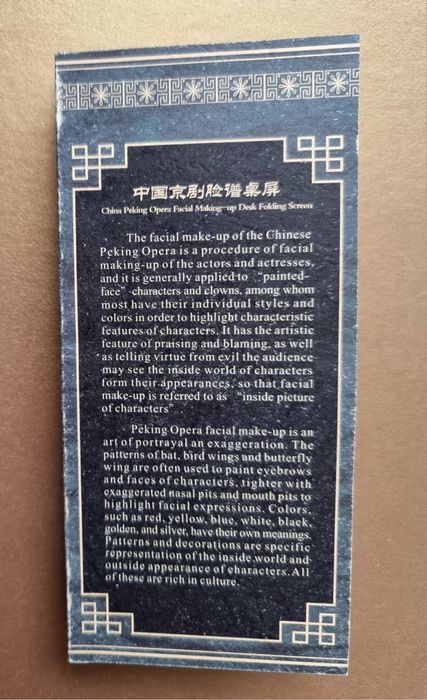 中国京剧脸谱桌屏
China Peking Opera Facial Making-up Desk Folding Screen
The facial make-up of the Chinese
Peking Opera is a procedure of facial
making-up of the actors and actresses,
and it is generally applied to “painted-
face” characters and clowns, among whom
most have their individual styles and
colors in order to highlight characteristic
features of characters. It has the artistic
feature of praising and blaming, as well
as telling virtue from evil the audience
may see the inside world of characters
form their appearances, so that facial
make-up is referred to as “inside picture
of characters”
Peking Opera facial make-up is an
art of portrayal an exaggeration. The
patterns of bat, bird wings and butterfly
wing are often used to paint eyebrows
and faces of characters, tighter with
exaggerated nasal pits and mouth pits to
highlight facial expressions. Colors,
such as red, yellow, blue, white, black,
golden, and silver, have their own meanings.
Patterns and decorations are specific
representation of the inside world and
outside appearance of characters. All
of these are rich in culture.